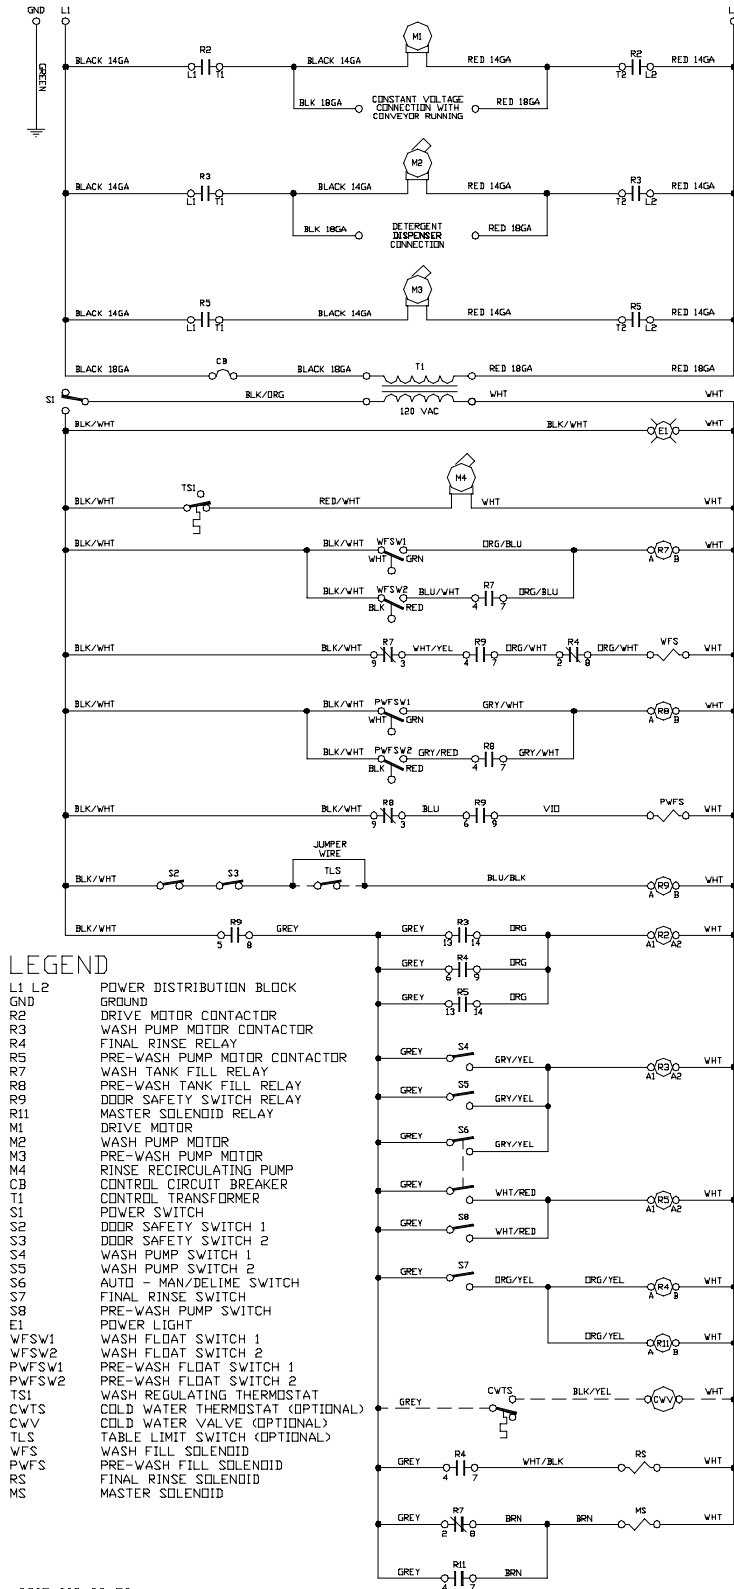 GND L1
M1
GREEN
BLACK 14GA R2 BLACK 14GA RED 14GA R2 RED 14GA
L1 T1 T2 L2
BLK 18GA CONSTANT VOLTAGE CONNECTION WITH CONVEYOR RUNNING RED 18GA
M2
BLACK 14GA R3 BLACK 14GA RED 14GA R3 RED 14GA
L1 T1 T2 L2
BLK 18GA DETERGENT DISPENSER CONNECTION RED 18GA
M3
BLACK 14GA R5 BLACK 14GA RED 14GA R5 RED 14GA
L1 T1 T2 L2
BLACK 18GA CB BLACK 18GA T1 RED 18GA RED 18GA
S1 BLK/ORG WHT WHT
120 VAC
BLK/WHT BLK/WHT E1 WHT
TS1 M4
BLK/WHT RED/WHT WHT WHT
BLK/WHT BLK/WHT WFSW1 ORG/BLU R7 WHT
WHT GRN A B
BLK/WHT WFSW2 BLU/WHT R7 ORG/BLU
BLK RED 4 7
BLK/WHT BLK/WHT R7 WHT/YEL R9 ORG/WHT R4 ORG/WHT WFS WHT
9 3 4 7 2 8
BLK/WHT BLK/WHT PWFSW1 GRY/WHT R8 WHT
WHT GRN A B
BLK/WHT PWFSW2 GRY/RED R8 GRY/WHT
BLK RED 4 7
BLK/WHT BLK/WHT R8 BLU R9 VIO PWFS WHT
9 3 6 9
JUMPER WIRE
BLK/WHT S2 S3 TLS BLU/BLK R9 WHT
A B
BLK/WHT R9 GREY GREY R3 ORG R2 WHT
5 8 13 14 A1 A2
GREY R4 ORG
6 9
GREY R5 ORG
13 14
GREY S4 GRY/YEL R3 WHT
A1 A2
GREY S5 GRY/YEL
GREY S6 GRY/YEL
GREY WHT/RED R5 WHT
A1 A2
GREY S8 WHT/RED
GREY S7 ORG/YEL ORG/YEL R4 WHT
A B
ORG/YEL R11 WHT
A B
GREY CWTS BLK/YEL CWV WHT
GREY R4 WHT/BLK RS WHT
4 7
GREY R7 BRN BRN MS WHT
2 8
GREY R11 BRN
4 7
LEGEND
L1 L2 POWER DISTRIBUTION BLOCK
GND GROUND
R2 DRIVE MOTOR CONTACTOR
R3 WASH PUMP MOTOR CONTACTOR
R4 FINAL RINSE RELAY
R5 PRE-WASH PUMP MOTOR CONTACTOR
R7 WASH TANK FILL RELAY
R8 PRE-WASH TANK FILL RELAY
R9 DOOR SAFETY SWITCH RELAY
R11 MASTER SOLENOID RELAY
M1 DRIVE MOTOR
M2 WASH PUMP MOTOR
M3 PRE-WASH PUMP MOTOR
M4 RINSE RECIRCULATING PUMP
CB CONTROL CIRCUIT BREAKER
T1 CONTROL TRANSFORMER
S1 POWER SWITCH
S2 DOOR SAFETY SWITCH 1
S3 DOOR SAFETY SWITCH 2
S4 WASH PUMP SWITCH 1
S5 WASH PUMP SWITCH 2
S6 AUTO - MAN/DELIME SWITCH
S7 FINAL RINSE SWITCH
S8 PRE-WASH PUMP SWITCH
E1 POWER LIGHT
WFSW1 WASH FLOAT SWITCH 1
WFSW2 WASH FLOAT SWITCH 2
PWFSW1 PRE-WASH FLOAT SWITCH 1
PWFSW2 PRE-WASH FLOAT SWITCH 2
TS1 WASH REGULATING THERMOSTAT
CWTS COLD WATER THERMOSTAT (OPTIONAL)
CWV COLD WATER VALVE (OPTIONAL)
TLS TABLE LIMIT SWITCH (OPTIONAL)
WFS WASH FILL SOLENOID
PWFS PRE-WASH FILL SOLENOID
RS FINAL RINSE SOLENOID
MS MASTER SOLENOID